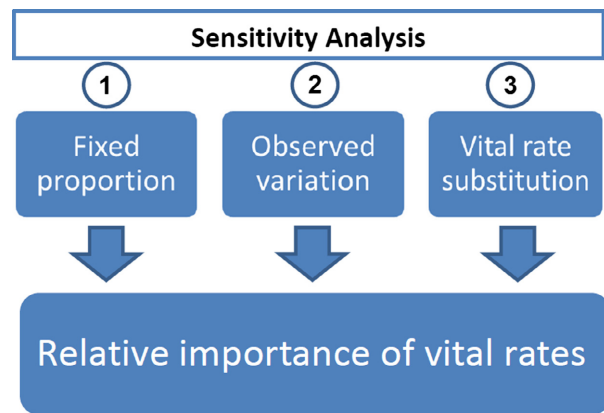 Sensitivity Analysis
1 2 3
Fixed proportion
Observed variation
Vital rate substitution
Relative importance of vital rates